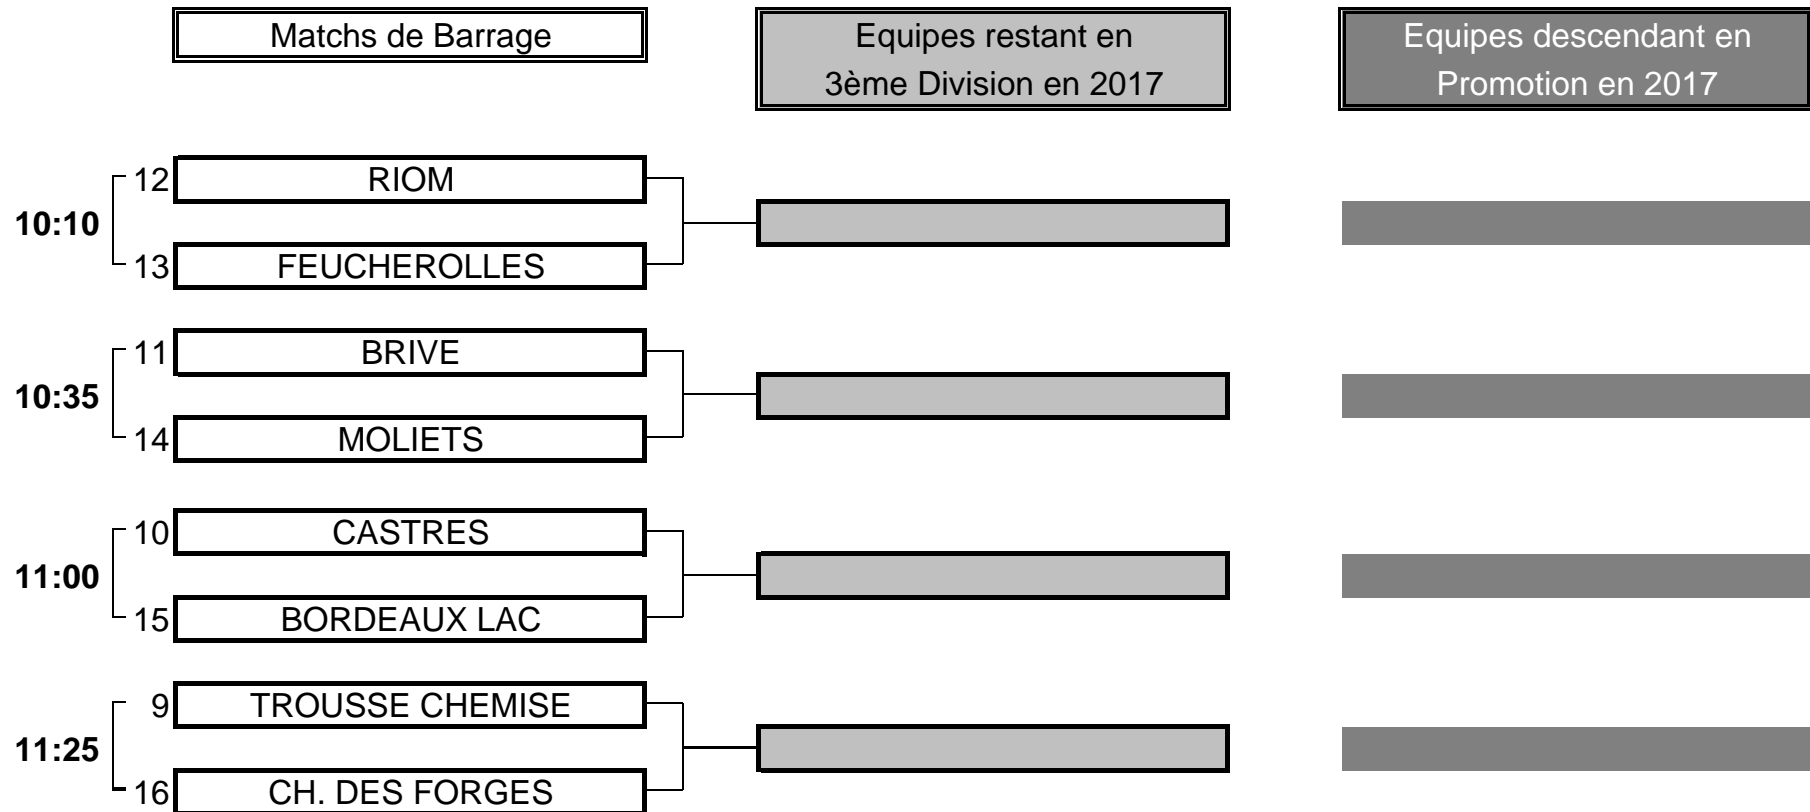 Matchs de Barrage
Equipes restant en
3ème Division en 2017
Equipes descendant en
Promotion en 2017
12 RIOM
10:10
13 FEUCHEROLLES
11 BRIVE
10:35
14 MOLIETS
10 CASTRES
11:00
15 BORDEAUX LAC
9 TROUSSE CHEMISE
11:25
16 CH. DES FORGES